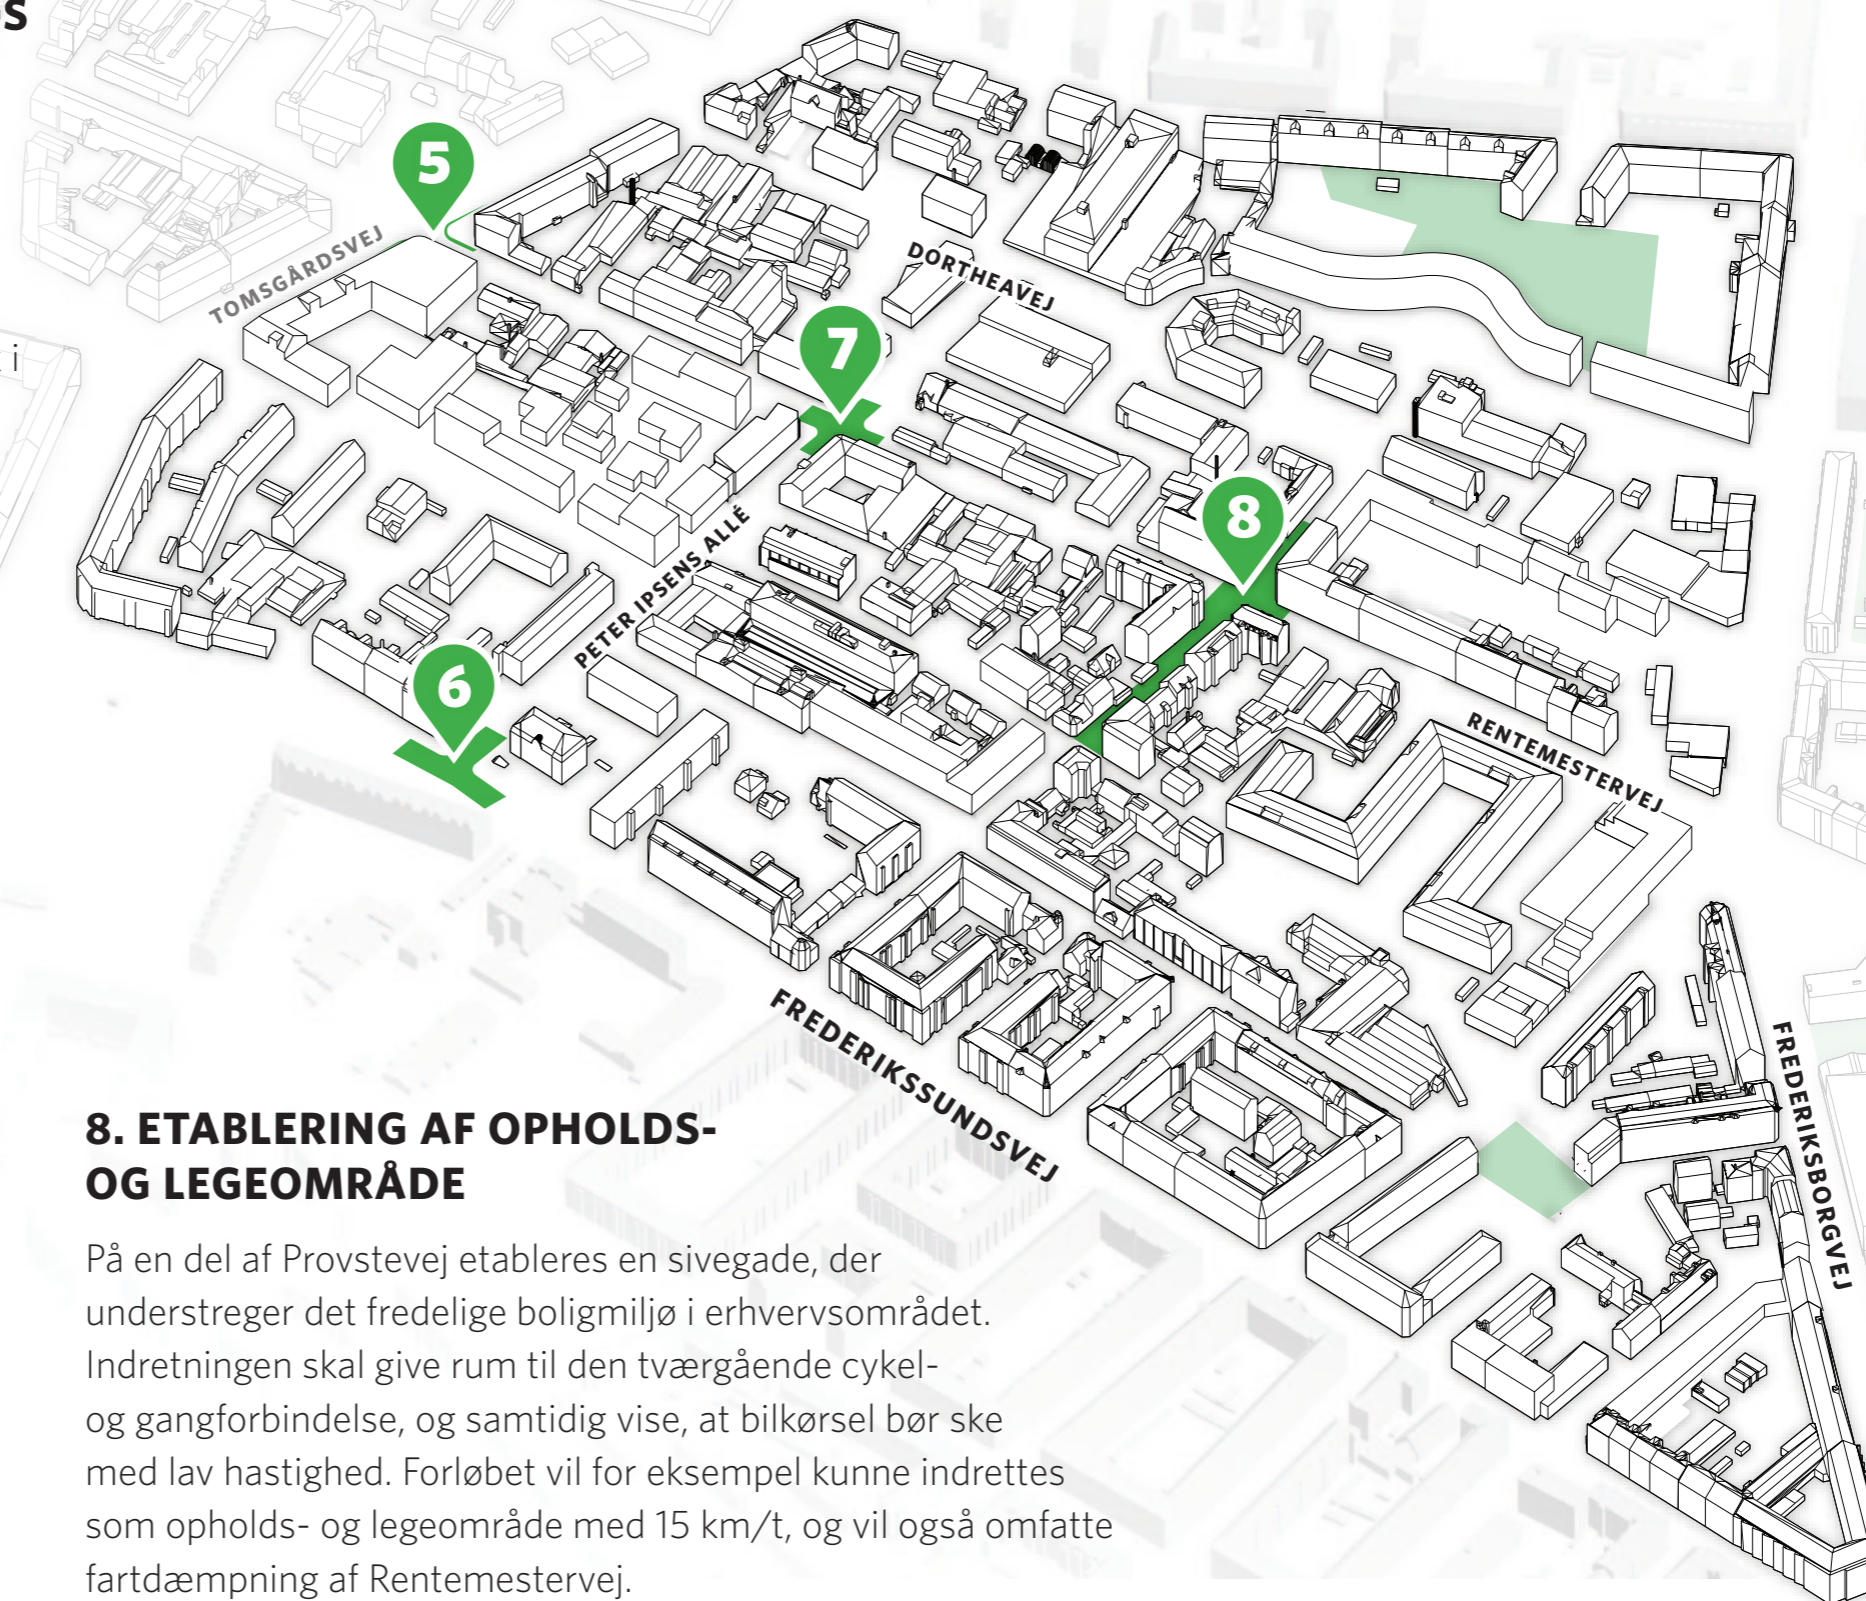 S
5
TOMSGÅRDSVEJ
DORTHEAVEJ
i
7
8
PETER IPSENS ALLÉ
6
RENTEMESTERVEJ
FREDERIKSSUNDSVEJ
FREDERIKSBORGVEJ
8. ETABLERING AF OPHOLDS-
OG LEGEOMRÅDE
På en del af Provstevej etableres en sivegade, der
understreger det fredelige boligmiljø i erhvervsområdet.
Indretningen skal give rum til den tværgående cykel-
og gangforbindelse, og samtidig vise, at bilkørsel bør ske
med lav hastighed. Forløbet vil for eksempel kunne indrettes
som opholds- og legeområde med 15 km/t, og vil også omfatte
fartdæmpning af Rentemestervej.